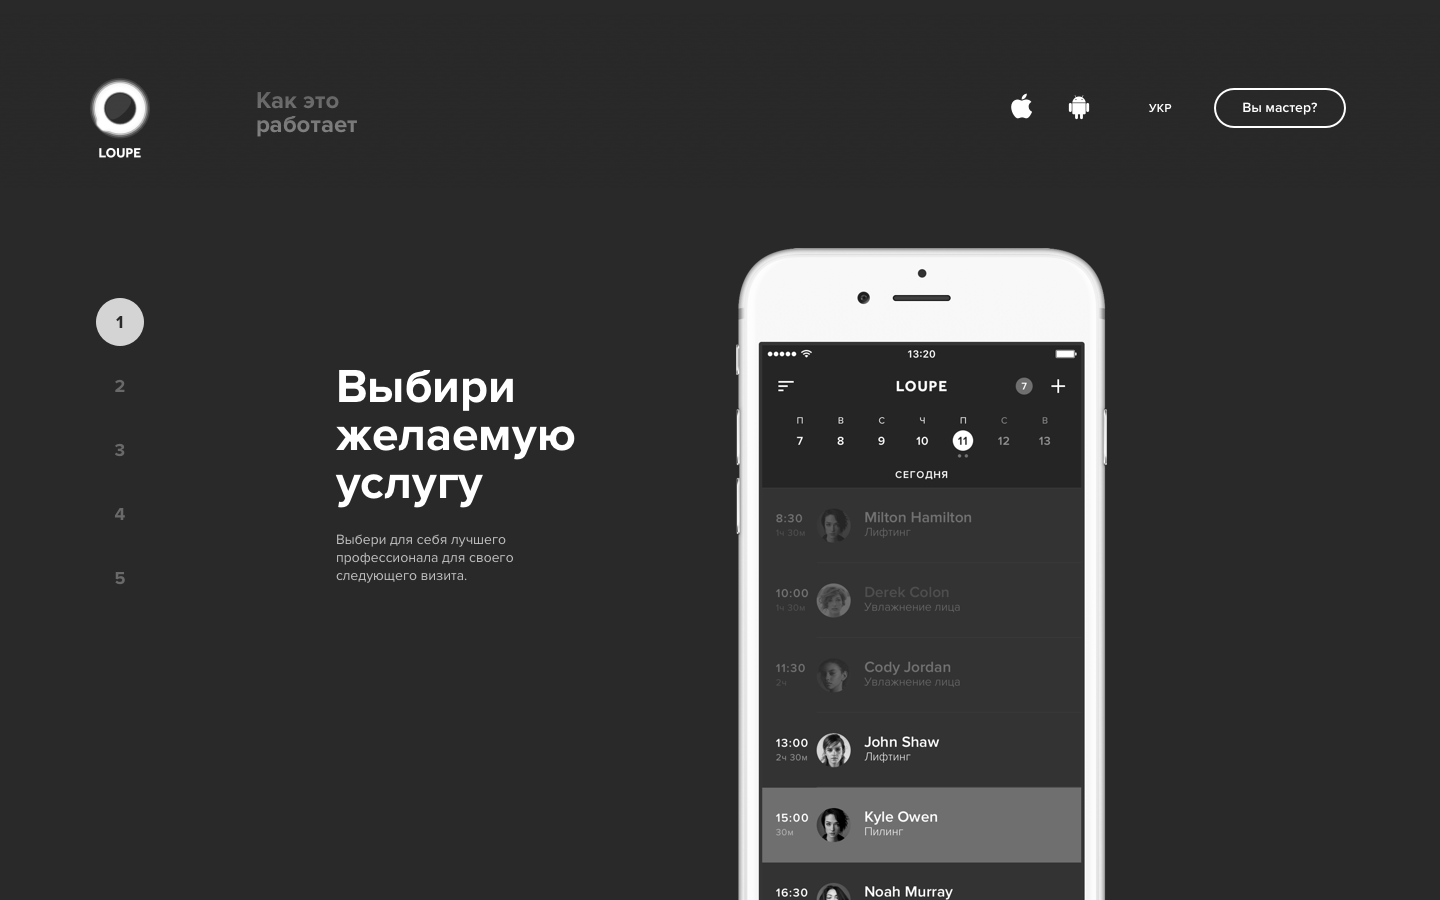 LOUPE
Как это
работает
УКР
Вы мастер?
1
2
3
4
5
Выбири
желаемую
услугу
Выбери для себя лучшего
профессионала для своего
следующего визита.
13:20
LOUPE
7
П В С Ч П С В
7 8 9 10 11 12 13
СЕГОДНЯ
8:30 Milton Hamilton
1ч 30м Лифтинг
10:00 Derek Colon
1ч 30м Увлажнение лица
11:30 Cody Jordan
2ч Увлажнение лица
13:00 John Shaw
2ч 30м Лифтинг
15:00 Kyle Owen
30м Пилинг
16:30 Noah Murray